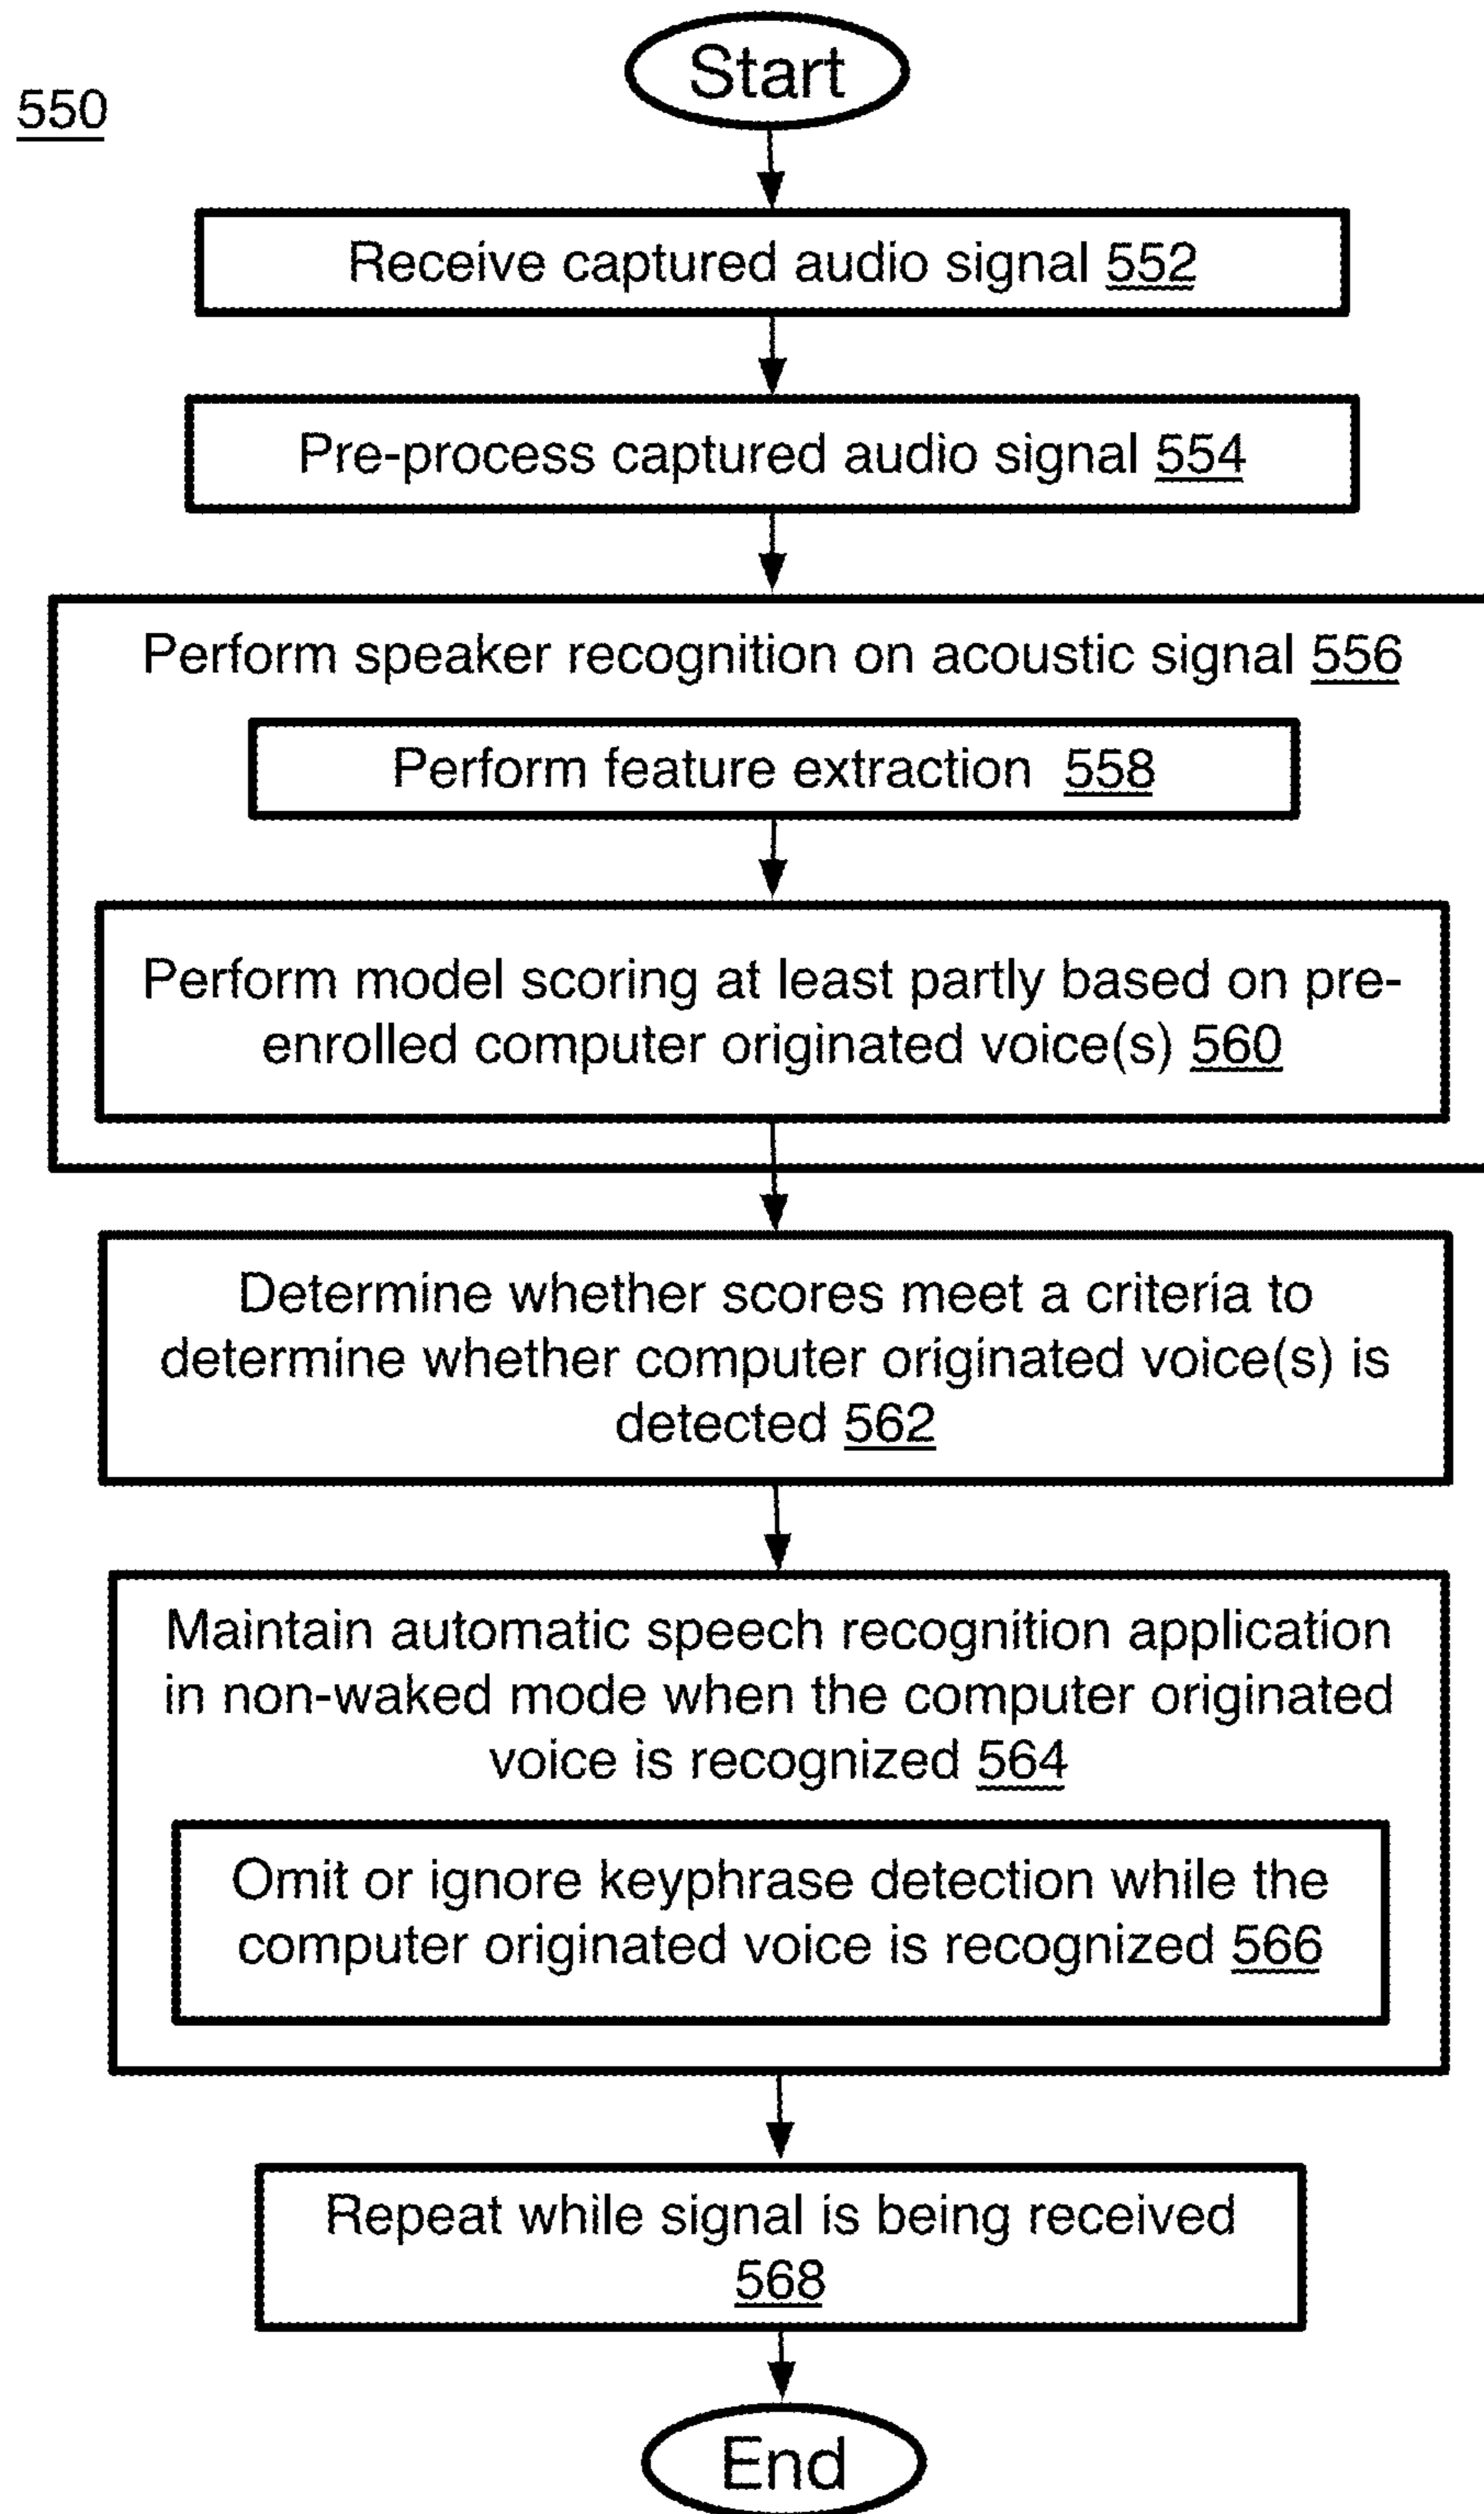 Start
550
Receive captured audio signal 552
Pre-process captured audio signal 554
Perform speaker recognition on acoustic signal 556
Perform feature extraction 558
Perform model scoring at least partly based on pre-
enrolled computer originated voice(s) 560
Determine whether scores meet a criteria to
determine whether computer originated voice(s) is
detected 562
Maintain automatic speech recognition application
in non-waked mode when the computer originated
voice is recognized 564
Omit or ignore keyphrase detection while the
computer originated voice is recognized 566
Repeat while signal is being received
568
End